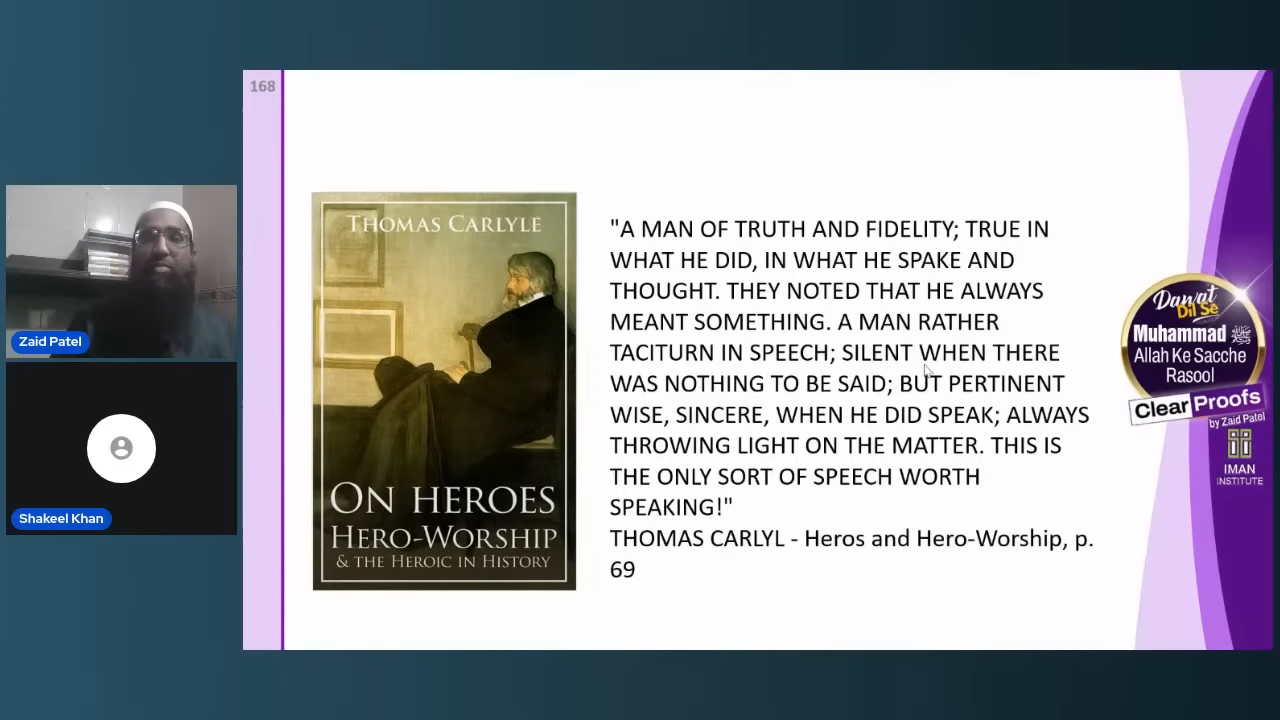 168
Zaid Patel
Shakeel Khan
THOMAS CARLYLE
ON HEROES
HERO-WORSHIP
& THE HEROIC IN HISTORY
"A MAN OF TRUTH AND FIDELITY; TRUE IN
WHAT HE DID, IN WHAT HE SPAKE AND
THOUGHT. THEY NOTED THAT HE ALWAYS
MEANT SOMETHING. A MAN RATHER
TACITURN IN SPEECH; SILENT WHEN THERE
WAS NOTHING TO BE SAID; BUT PERTINENT
WISE, SINCERE, WHEN HE DID SPEAK; ALWAYS
THROWING LIGHT ON THE MATTER. THIS IS
THE ONLY SORT OF SPEECH WORTH
SPEAKING!"
THOMAS CARLYL - Heros and Hero-Worship, p.
69
Dawat
Dil Se
Muhammad ﷺ
Allah Ke Sacche
Rasool
Clear Proofs
by Zaid Patel
IMAN
INSTITUTE